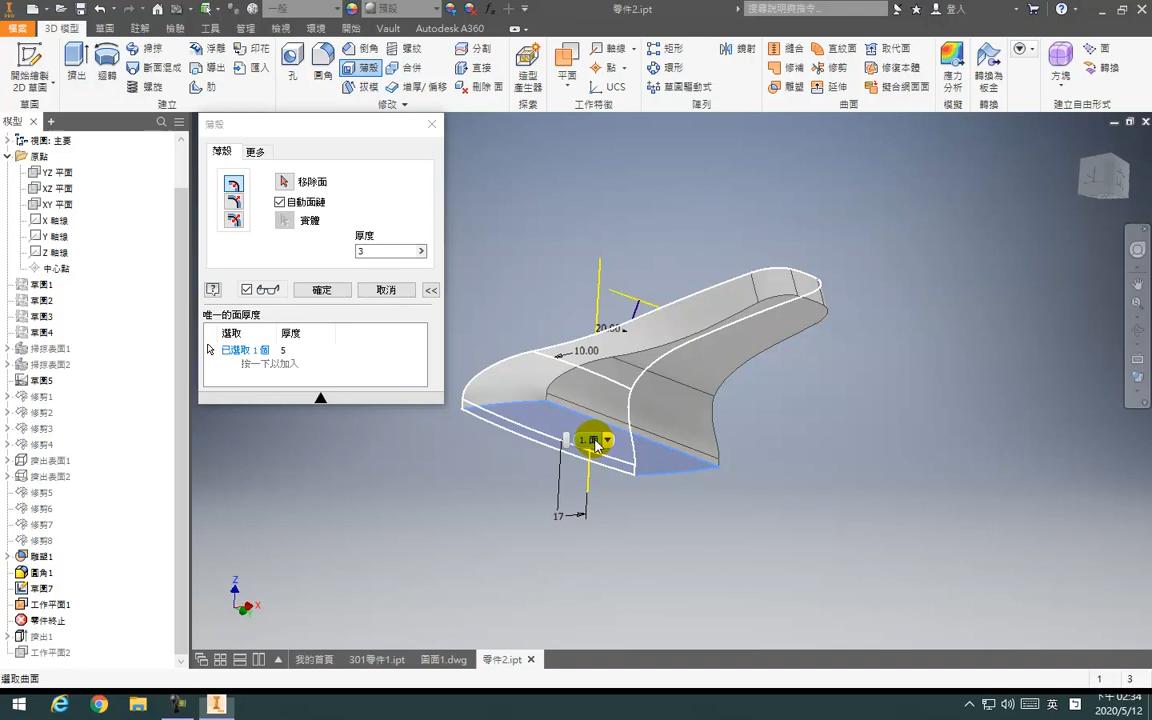 一般
預設
零件2.ipt
搜尋說明與指令...
登入
檔案
3D 模型
草圖
註解
檢驗
工具
管理
檢視
環境
開始
Vault
Autodesk A360
開始繪製
2D 草圖
擠出
迴轉
掃掠
斷面混成
螺旋
浮雕
導出
肋
印花
匯入
孔
圓角
倒角
薄殼
拔模
螺紋
合併
增厚/偏移
分割
直接
刪除 面
造型
產生器
平面
軸線
點
UCS
矩形
環形
草圖驅動式
鏡射
縫合
修補
雕塑
直紋面
修剪
延伸
取代面
修復本體
擬合網面面
應力
分析
轉換為
板金
方塊
面
轉換
草圖
建立
修改
探索
工作特徵
陣列
曲面
模擬
轉換
建立自由形式
模型
視圖: 主要
原點
YZ 平面
XZ 平面
XY 平面
X 軸線
Y 軸線
Z 軸線
中心點
草圖1
草圖2
草圖3
草圖4
掃掠表面1
掃掠表面2
草圖5
修剪1
修剪2
修剪3
修剪4
擠出表面1
擠出表面2
修剪5
修剪6
修剪7
修剪8
雕塑1
圓角1
草圖7
工作平面1
零件終止
擠出1
工作平面2
薄殼
薄殼
更多
移除面
自動面鏈
實體
厚度
3
確定
取消
<<
唯一的面厚度
選取
厚度
已選取 1 個
5
按一下以加入
20.00
10.00
1. 面
17
Z
X
我的首頁
301零件1.ipt
圖面1.dwg
零件2.ipt
選取曲面
1
3
英
下午 02:34
2020/5/12